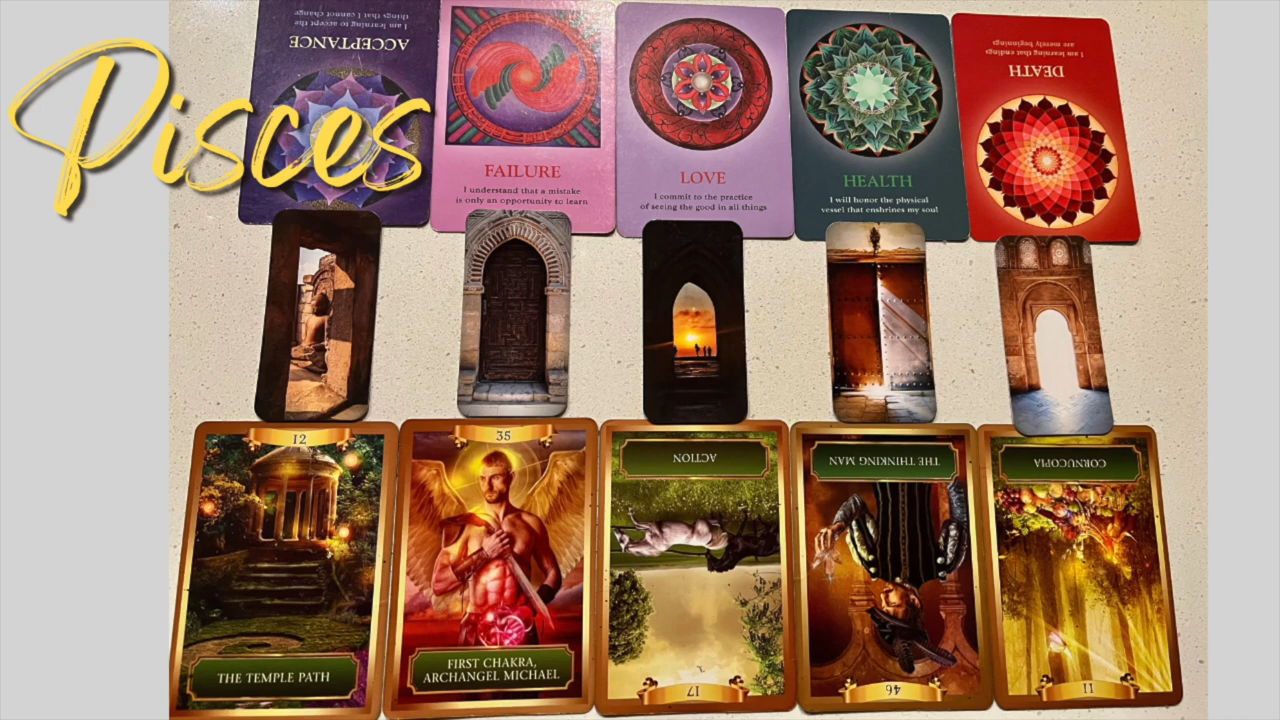 Pisces
I am learning to accept the
things that I cannot change
ACCEPTANCE
FAILURE
I understand that a mistake
is only an opportunity to learn
LOVE
I commit to the practice
of seeing the good in all things
HEALTH
I will honor the physical
vessel that enshrines my soul
DEATH
I am learning that endings
are merely beginnings
12
THE TEMPLE PATH
35
FIRST CHAKRA,
ARCHANGEL MICHAEL
ACTION
17
THE THINKING MAN
46
CORNUCOPIA
11